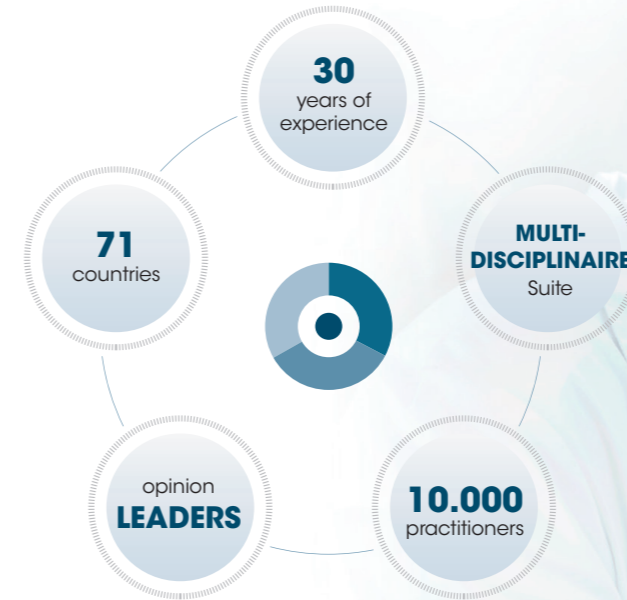 30
years of
experience
71
countries
MULTI-
DISCIPLINAIRE
Suite
opinion
LEADERS
10.000
practitioners